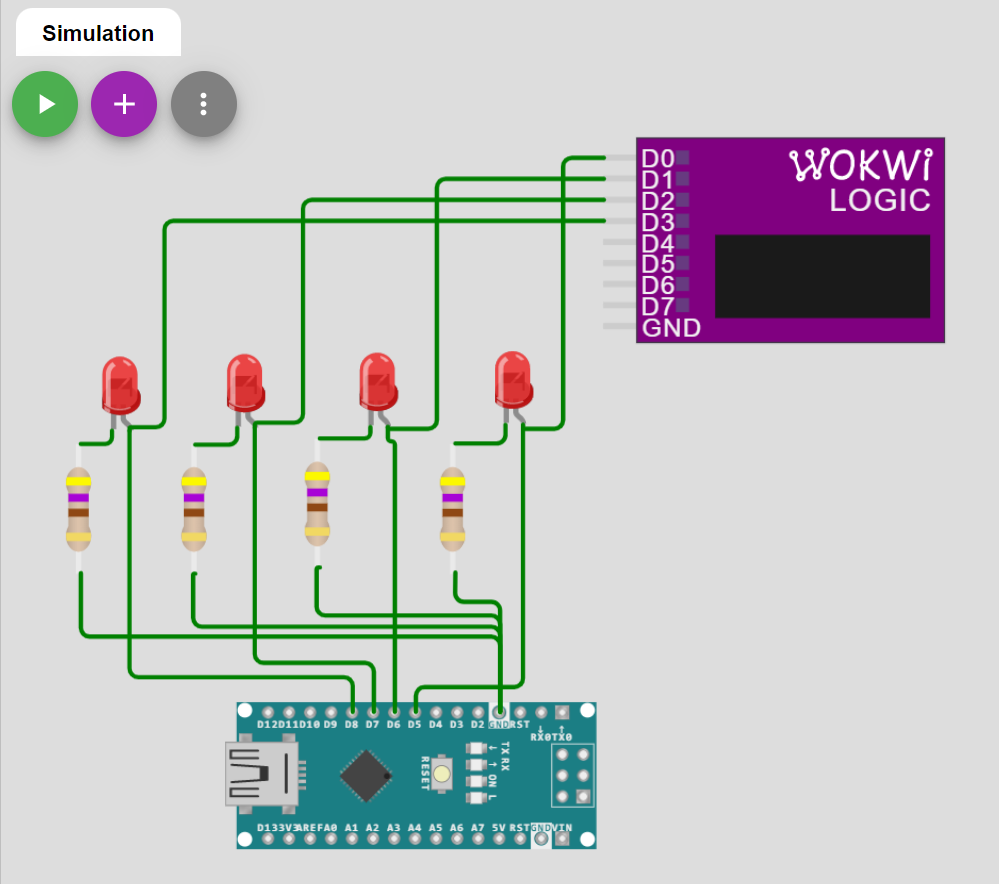 Simulation
WOKWi
LOGIC
D0
D1
D2
D3
D4
D5
D6
D7
GND
D12 D11 D10 D9 D8 D7 D6 D5 D4 D3 D2 GND RST
RX0 TX0
TX RX
ON L
RESET
D13 3V3 AREF A0 A1 A2 A3 A4 A5 A6 A7 5V RST GND VIN